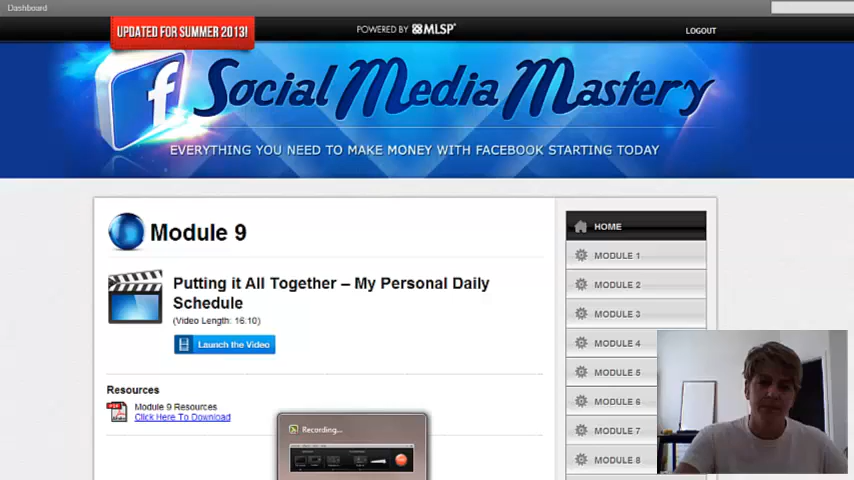 Dashboard
UPDATED FOR SUMMER 2013!
POWERED BY MLSP
LOGOUT
f Social Media Mastery
EVERYTHING YOU NEED TO MAKE MONEY WITH FACEBOOK STARTING TODAY
Module 9
Putting it All Together – My Personal Daily
Schedule
(Video Length: 16:10)
Launch the Video
Resources
Module 9 Resources
Click Here To Download
Recording...
HOME
MODULE 1
MODULE 2
MODULE 3
MODULE 4
MODULE 5
MODULE 6
MODULE 7
MODULE 8